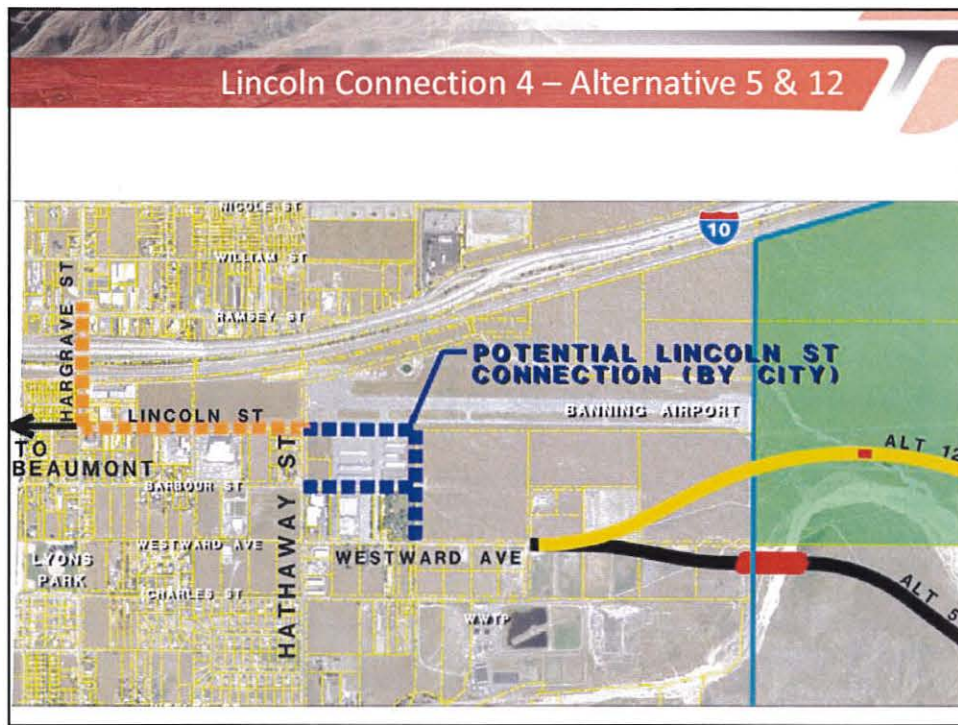 Lincoln Connection 4 – Alternative 5 & 12
NICOLE ST
10
WILLIAM ST
HARGRAVE ST
RAMSEY ST
POTENTIAL LINCOLN ST
CONNECTION (BY CITY)
LINCOLN ST
BANNING AIRPORT
TO
BEAUMONT
HATHAWAY ST
ALT 12
BARBOUR ST
WESTWARD AVE
WESTWARD AVE
LYONS
PARK
CHARLES ST
ALT 5
WWTP